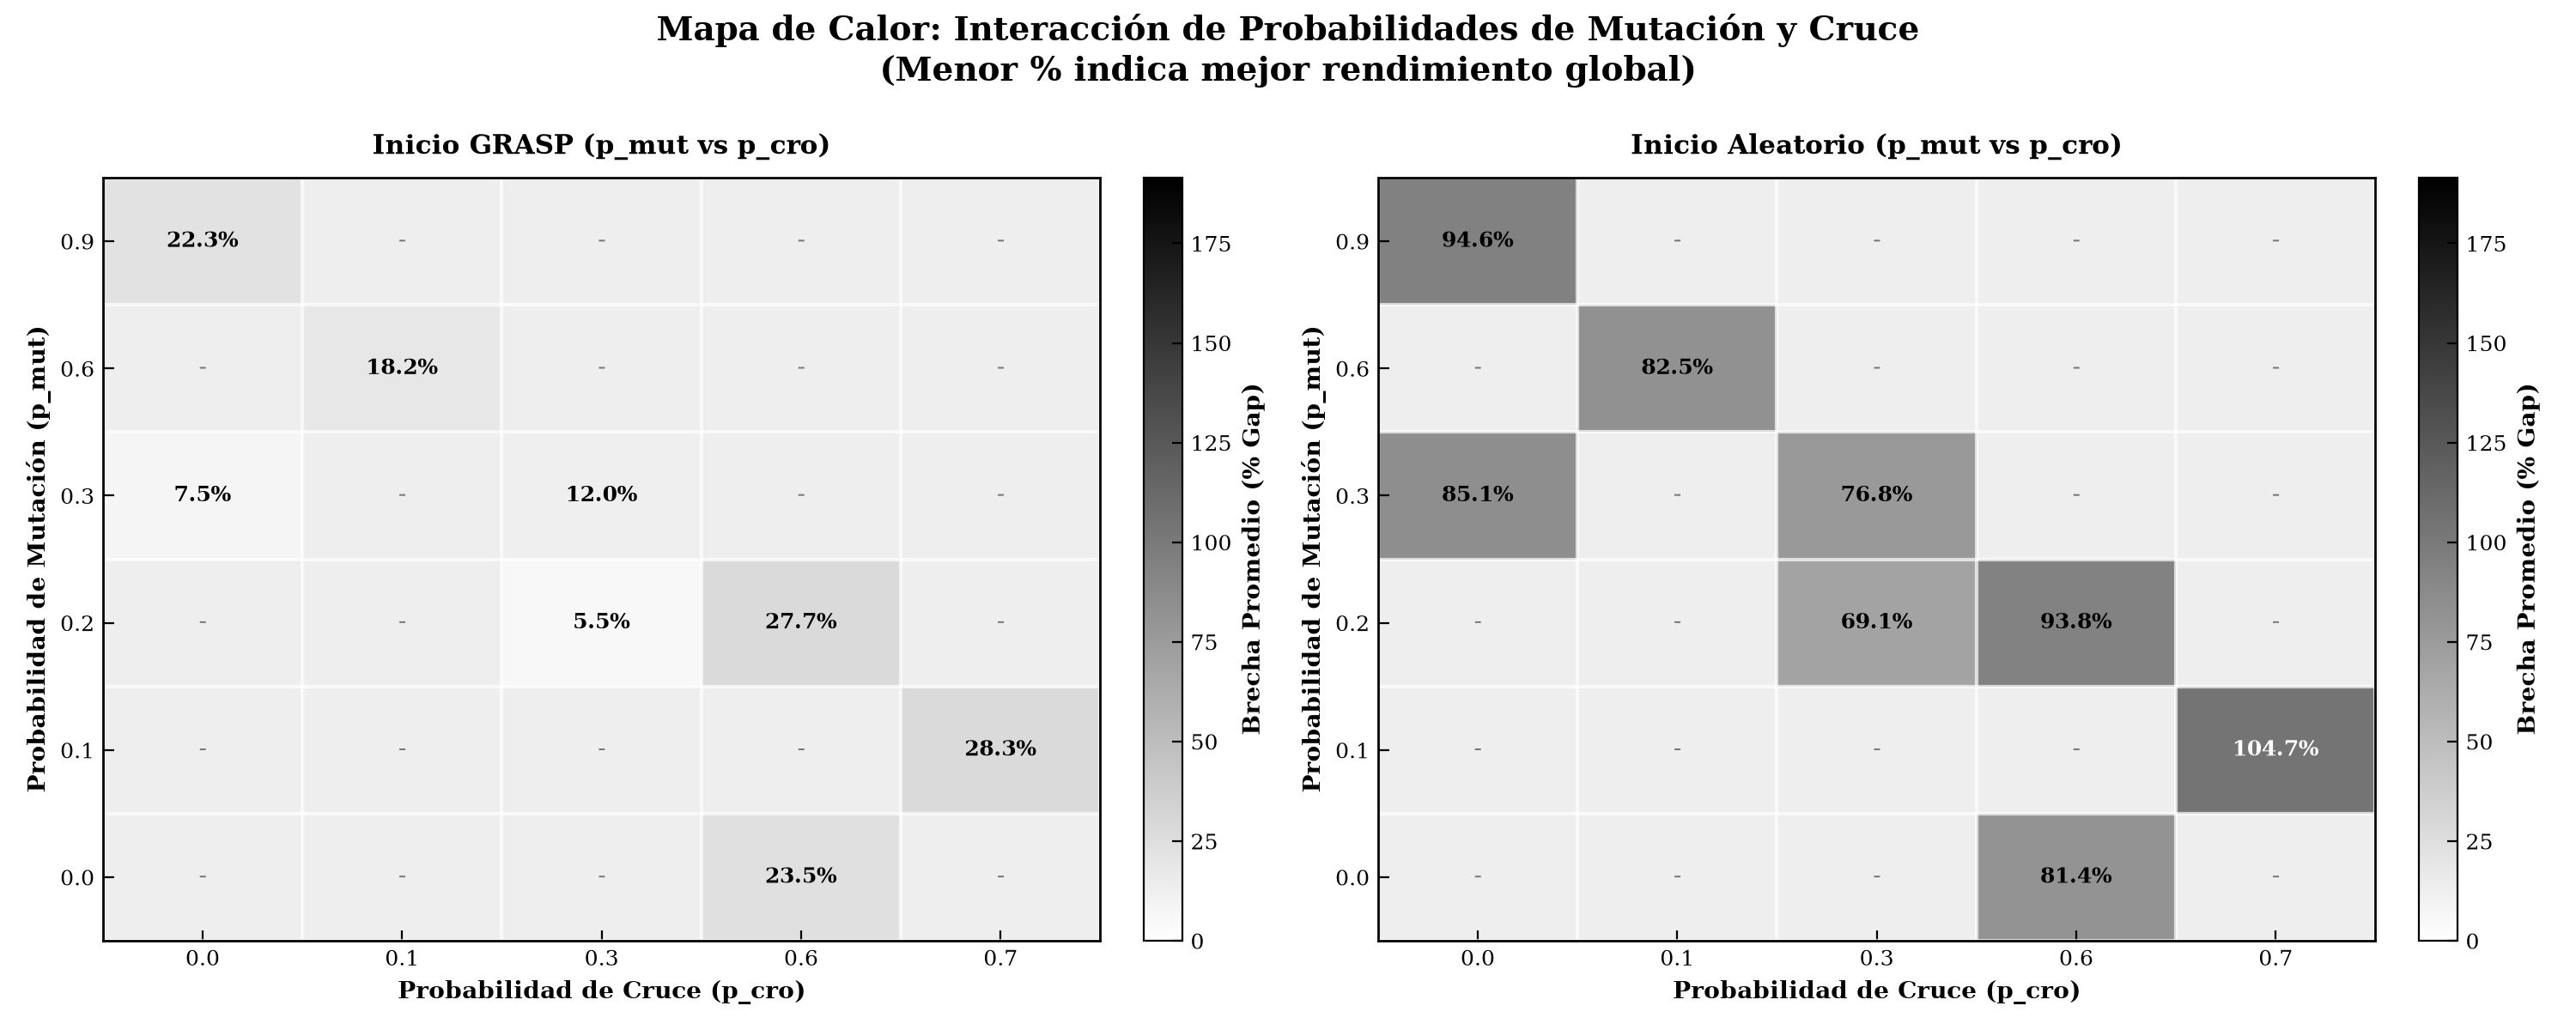 Mapa de Calor: Interacción de Probabilidades de Mutación y Cruce
(Menor % indica mejor rendimiento global)
Inicio GRASP (p_mut vs p_cro)
Probabilidad de Mutación (p_mut)
0.9 22.3% - - - -
0.6 - 18.2% - - -
0.3 7.5% - 12.0% - -
0.2 - - 5.5% 27.7% -
0.1 - - - - 28.3%
0.0 - - - 23.5% -
0.0 0.1 0.3 0.6 0.7
Probabilidad de Cruce (p_cro)
175
150
125
100
75
50
25
0
Brecha Promedio (% Gap)
Inicio Aleatorio (p_mut vs p_cro)
Probabilidad de Mutación (p_mut)
0.9 94.6% - - - -
0.6 - 82.5% - - -
0.3 85.1% - 76.8% - -
0.2 - - 69.1% 93.8% -
0.1 - - - - 104.7%
0.0 - - - 81.4% -
0.0 0.1 0.3 0.6 0.7
Probabilidad de Cruce (p_cro)
175
150
125
100
75
50
25
0
Brecha Promedio (% Gap)